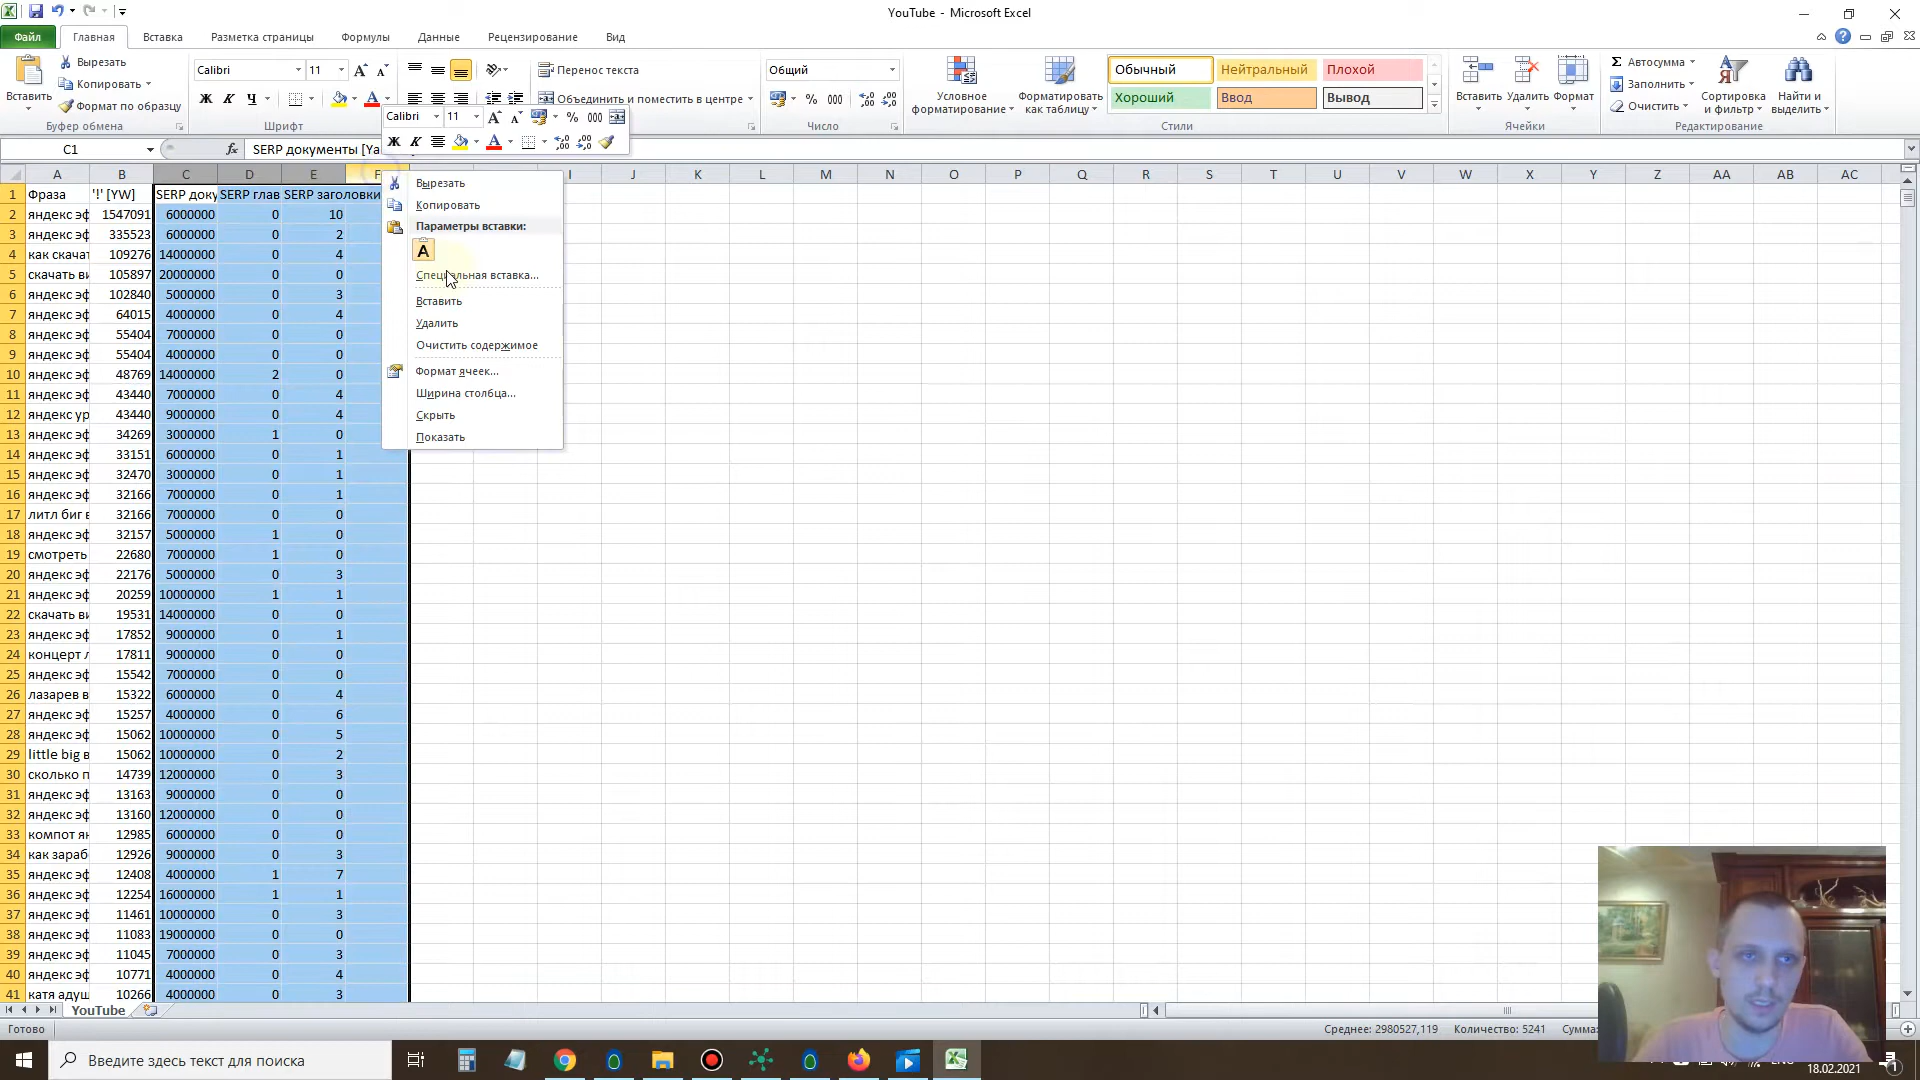 YouTube - Microsoft Excel
Файл Главная Вставка Разметка страницы Формулы Данные Рецензирование Вид
Вставить
Вырезать
Копировать
Формат по образцу
Буфер обмена
Calibri 11
Ж К Ч
Шрифт
Перенос текста
Объединить и поместить в центре
Общий
% 000
Число
Условное форматирование
Форматировать как таблицу
Обычный Нейтральный Плохой
Хороший Ввод Вывод
Стили
Вставить Удалить Формат
Ячейки
Автосумма
Заполнить
Очистить
Сортировка и фильтр
Найти и выделить
Редактирование
Calibri 11 % 000
Ж К
C1 fx SERP документы [Ya
A B C D E F I J K L M N O P Q R S T U V W X Y Z AA AB AC
1 Фраза '!' [YW] SERP доку SERP глав SERP заголовки
2 яндекс эф 1547091 6000000 0 10
3 яндекс эф 335523 6000000 0 2
4 как скачат 109276 14000000 0 4
5 скачать ви 105897 20000000 0 0
6 яндекс эф 102840 5000000 0 3
7 яндекс эф 64015 4000000 0 4
8 яндекс эф 55404 7000000 0 0
9 яндекс эф 55404 4000000 0 0
10 яндекс эф 48769 14000000 2 0
11 яндекс эф 43440 7000000 0 4
12 яндекс ур 43440 9000000 0 4
13 яндекс эф 34269 3000000 1 0
14 яндекс эф 33151 6000000 0 1
15 яндекс эф 32470 3000000 0 1
16 яндекс эф 32166 7000000 0 1
17 литл биг в 32166 7000000 0 0
18 яндекс эф 32157 5000000 1 0
19 смотреть 22680 7000000 1 0
20 яндекс эф 22176 5000000 0 3
21 яндекс эф 20259 10000000 1 1
22 скачать ви 19531 14000000 0 0
23 яндекс эф 17852 9000000 0 1
24 концерт л 17811 9000000 0 0
25 яндекс эф 15542 7000000 0 0
26 лазарев в 15322 6000000 0 4
27 яндекс эф 15257 4000000 0 6
28 яндекс эф 15062 10000000 0 5
29 little big в 15062 10000000 0 2
30 сколько п 14739 12000000 0 3
31 яндекс эф 13163 9000000 0 0
32 яндекс эф 13160 12000000 0 0
33 компот ян 12985 6000000 0 0
34 как зараб 12926 9000000 0 3
35 яндекс эф 12408 4000000 1 7
36 яндекс эф 12254 16000000 1 1
37 яндекс эф 11461 10000000 0 3
38 яндекс эф 11083 19000000 0 0
39 яндекс эф 11045 7000000 0 3
40 яндекс эф 10771 4000000 0 4
41 катя адуш 10266 4000000 0 3
Вырезать
Копировать
Параметры вставки:
A
Специальная вставка...
Вставить
Удалить
Очистить содержимое
Формат ячеек...
Ширина столбца...
Скрыть
Показать
YouTube
Готово Среднее: 2980527,119 Количество: 5241 Сумма:
Введите здесь текст для поиска
18.02.2021